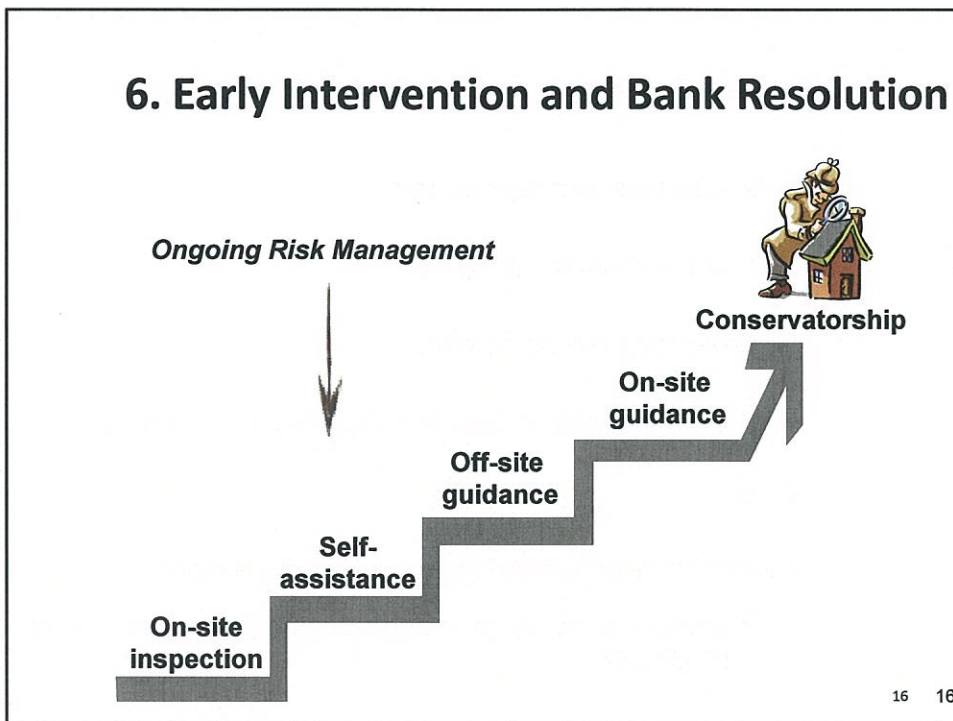 6. Early Intervention and Bank Resolution
Ongoing Risk Management
Conservatorship
On-site
guidance
Off-site
guidance
Self-
assistance
On-site
inspection
16 16